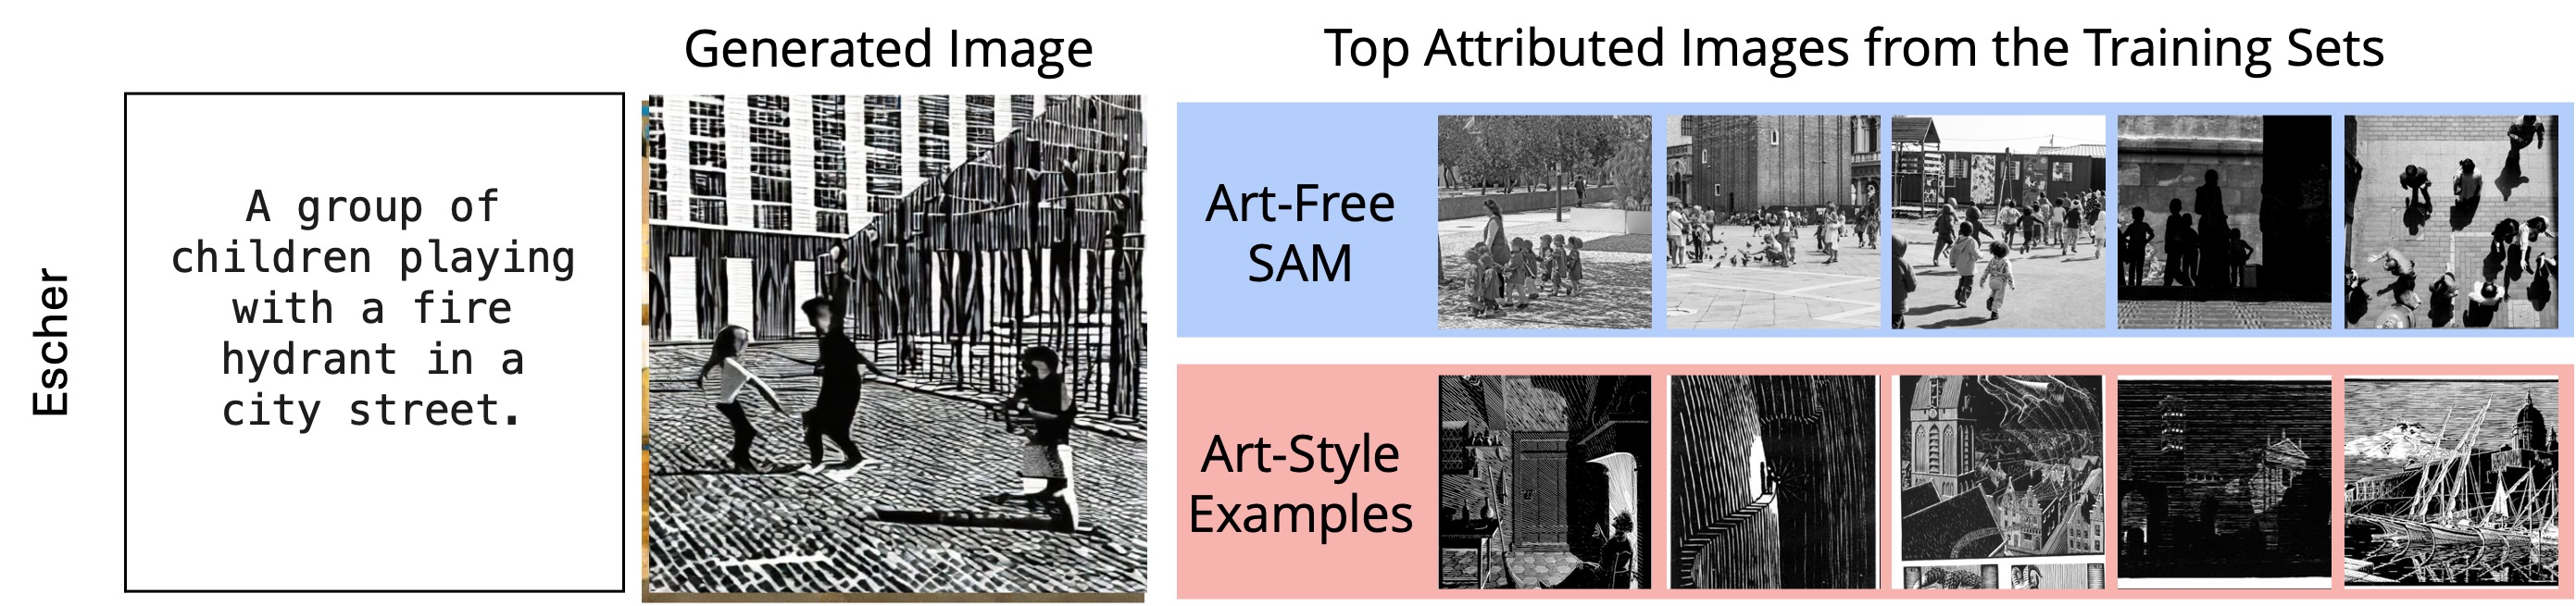 Generated Image
Top Attributed Images from the Training Sets
Escher
A group of
children playing
with a fire
hydrant in a
city street.
Art-Free
SAM
Art-Style
Examples